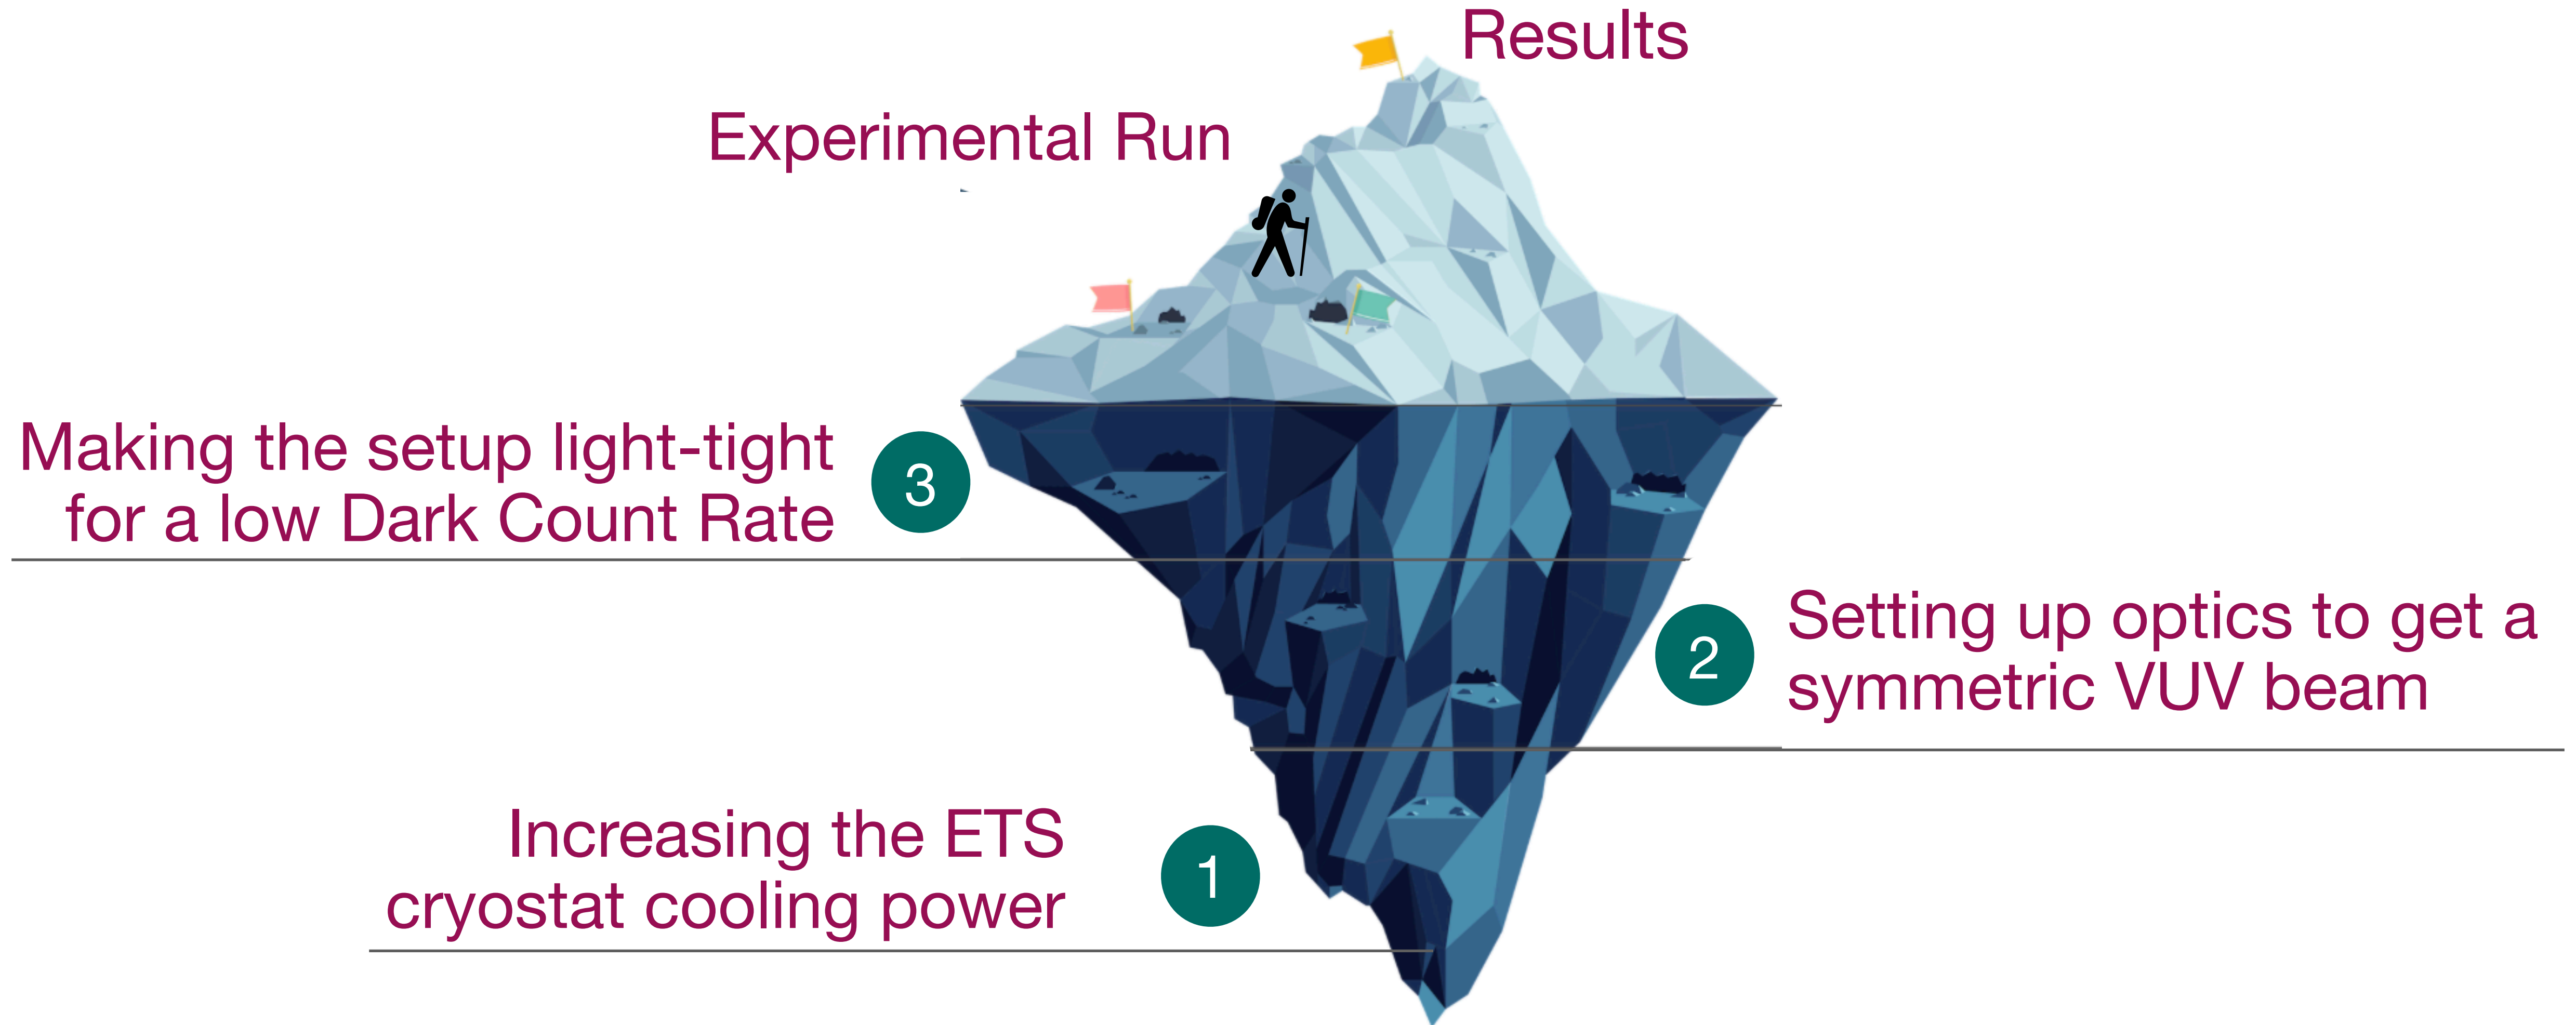 Results
Experimental Run
Making the setup light-tight
for a low Dark Count Rate
3
2
Setting up optics to get a
symmetric VUV beam
Increasing the ETS
cryostat cooling power
1